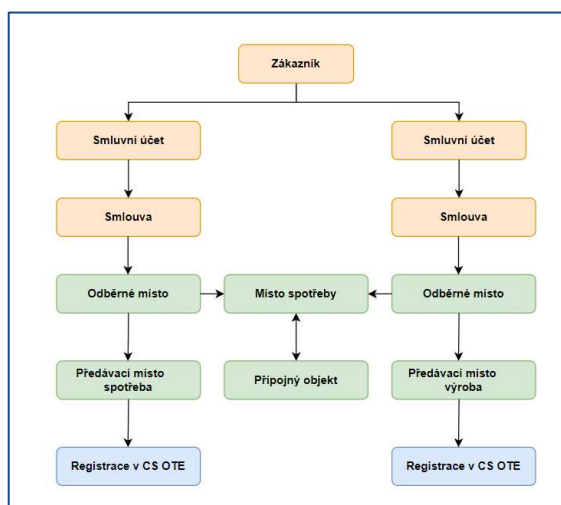 Zákazník
Smluvní účet
Smluvní účet
Smlouva
Smlouva
Odběrné místo
Místo spotřeby
Odběrné místo
Předávací místo
spotřeba
Přípojný objekt
Předávací místo
výroba
Registrace v CS OTE
Registrace v CS OTE